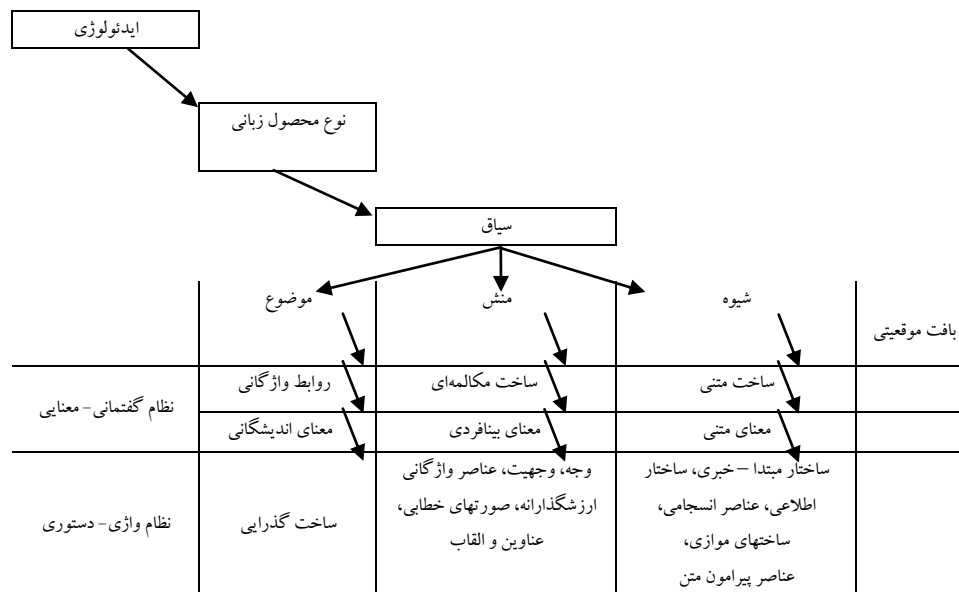 ایدئولوژی
نوع محصول زبانی
سیاق
شیوه
منش
موضوع
بافت موقعیتی
ساخت متنی
ساخت مکالمه‌ای
روابط واژگانی
نظام گفتمانی- معنایی
معنای متنی
معنای بینافردی
معنای اندیشگانی
ساختار مبتدا – خبری، ساختار
اطلاعی، عناصر انسجامی،
ساختهای موازی،
عناصر پیرامون متن
وجه، وجهیت، عناصر واژگانی
ارزشگذارانه، صورتهای خطابی،
عناوین و القاب
ساخت گذرایی
نظام واژی- دستوری